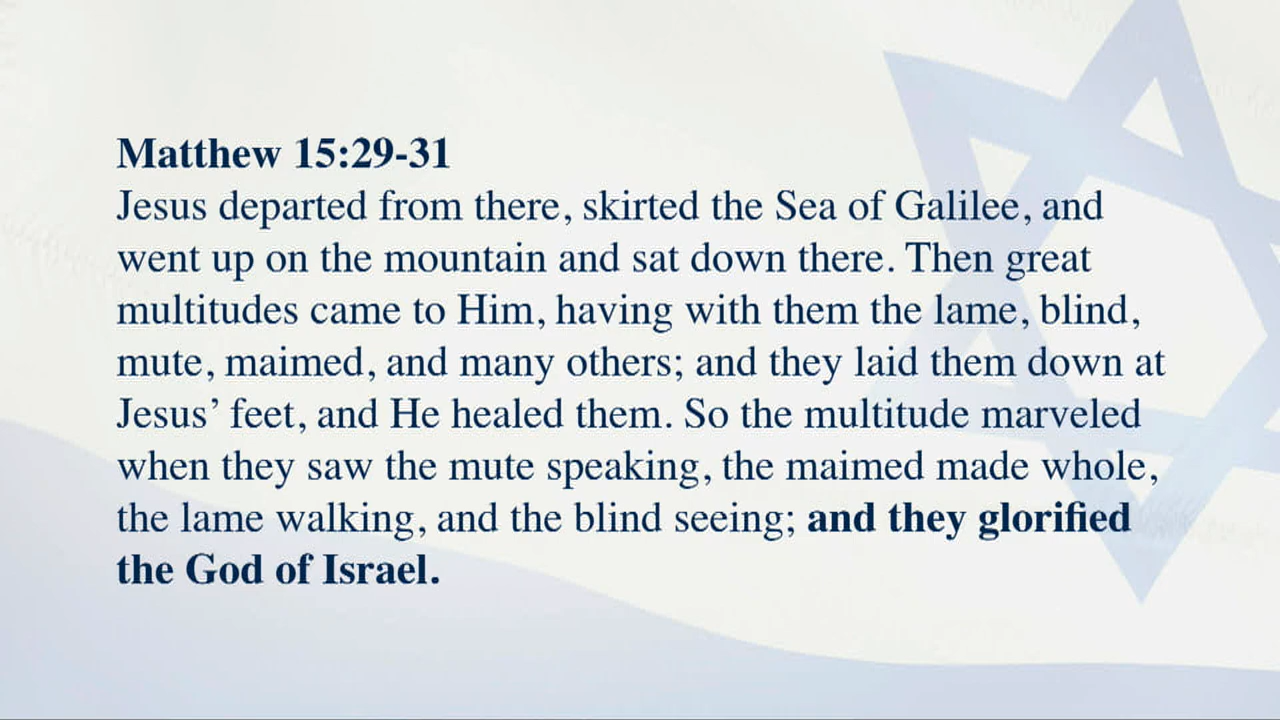 Matthew 15:29-31
Jesus departed from there, skirted the Sea of Galilee, and
went up on the mountain and sat down there. Then great
multitudes came to Him, having with them the lame, blind,
mute, maimed, and many others; and they laid them down at
Jesus’ feet, and He healed them. So the multitude marveled
when they saw the mute speaking, the maimed made whole,
the lame walking, and the blind seeing; and they glorified
the God of Israel.